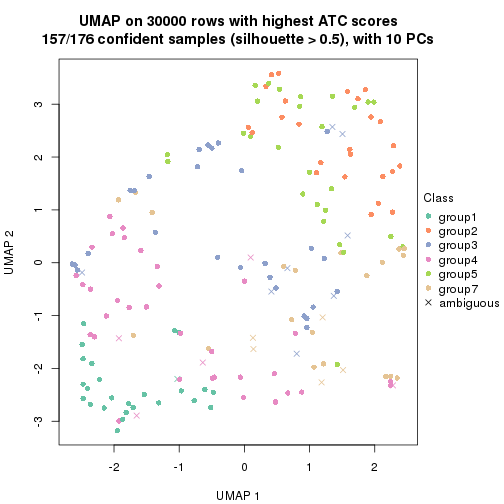 UMAP on 30000 rows with highest ATC scores
157/176 confident samples (silhouette > 0.5), with 10 PCs
3
2
1
0
-1
-2
-3
UMAP 2
-2
-1
0
1
2
UMAP 1
Class
group1
group2
group3
group4
group5
group7
ambiguous